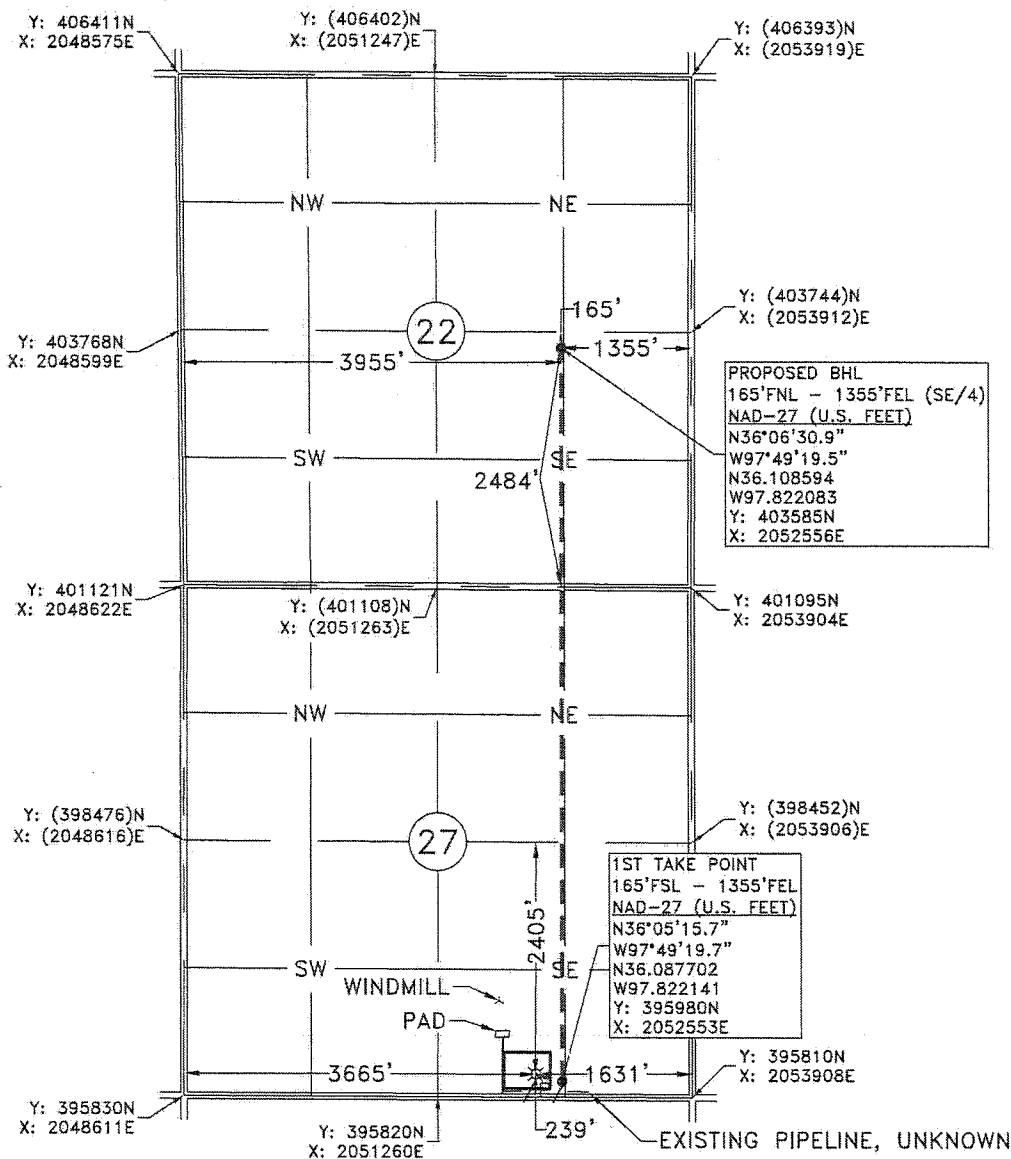 Y: 406411N
X: 2048575E
Y: (406402)N
X: (2051247)E
Y: (406393)N
X: (2053919)E
NW
NE
165'
Y: (403744)N
X: (2053912)E
22
Y: 403768N
X: 2048599E
3955'
1355'
PROPOSED BHL
165'FNL - 1355'FEL (SE/4)
NAD-27 (U.S. FEET)
N36°06'30.9"
W97°49'19.5"
N36.108594
W97.822083
Y: 403585N
X: 2052556E
SW
SE
2484'
Y: 401121N
X: 2048622E
Y: (401108)N
X: (2051263)E
Y: 401095N
X: 2053904E
NW
NE
Y: (398476)N
X: (2048616)E
27
Y: (398452)N
X: (2053906)E
1ST TAKE POINT
165'FSL - 1355'FEL
NAD-27 (U.S. FEET)
N36°05'15.7"
W97°49'19.7"
N36.087702
W97.822141
Y: 395980N
X: 2052553E
2405'
SW
SE
WINDMILL
PAD
3665'
1631'
Y: 395810N
X: 2053908E
Y: 395830N
X: 2048611E
Y: 395820N
X: 2051260E
239'
EXISTING PIPELINE, UNKNOWN